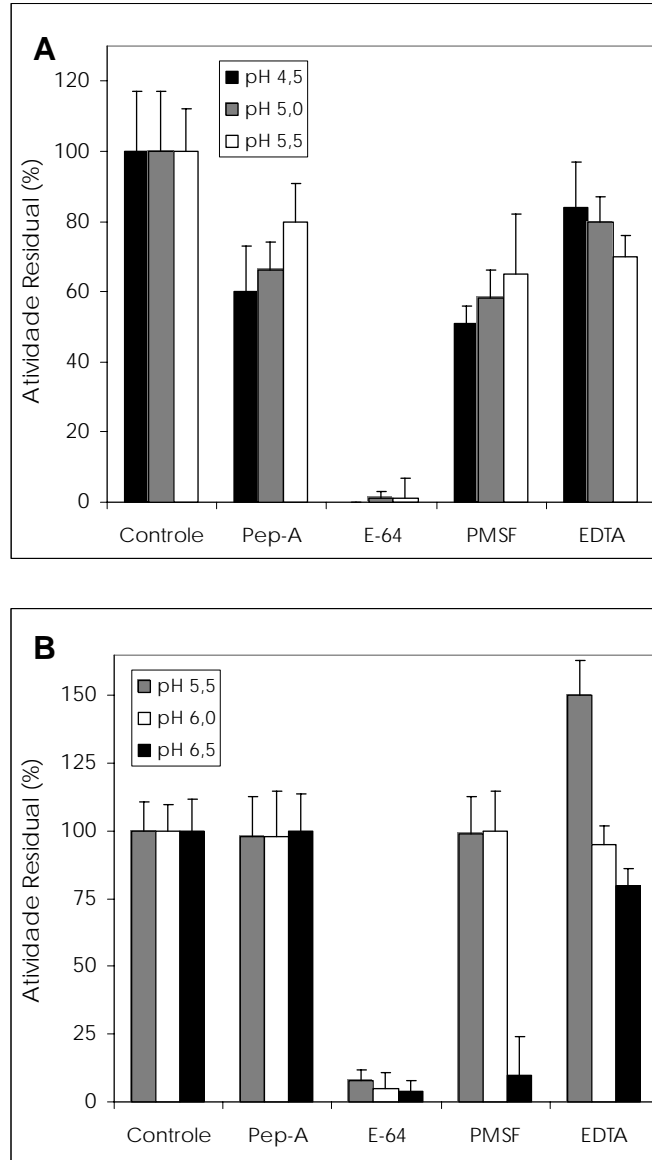 A
pH 4,5
pH 5,0
pH 5,5
Atividade Residual (%)
120
100
80
60
40
20
0
Controle Pep-A E-64 PMSF EDTA
B
pH 5,5
pH 6,0
pH 6,5
Atividade Residual (%)
150
125
100
75
50
25
0
Controle Pep-A E-64 PMSF EDTA